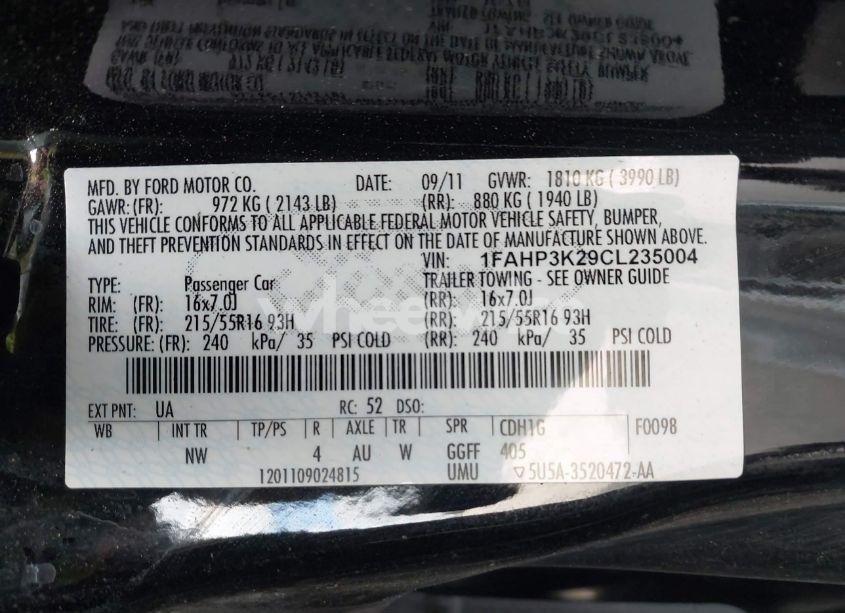 MFD. BY FORD MOTOR CO. DATE: 09/11 GVWR: 1810 KG ( 3990 LB)
GAWR: (FR): 972 KG ( 2143 LB) (RR): 880 KG ( 1940 LB)
THIS VEHICLE CONFORMS TO ALL APPLICABLE FEDERAL MOTOR VEHICLE SAFETY, BUMPER,
AND THEFT PREVENTION STANDARDS IN EFFECT ON THE DATE OF MANUFACTURE SHOWN ABOVE.
VIN: 1FAHP3K29CL235004
TYPE: Passenger Car TRAILER TOWING - SEE OWNER GUIDE
RIM: (FR): 16x7.0J (RR): 16x7.0J
TIRE: (FR): 215/55R16 93H (RR): 215/55R16 93H
PRESSURE: (FR): 240 kPa/ 35 PSI COLD (RR): 240 kPa/ 35 PSI COLD
EXT PNT: UA RC: 52 DSO:
WB INT TR TP/PS R AXLE TR SPR CDH1G F0098
NW 4 AU W GGFF 405
1201109024815 UMU 5U5A-3520472-AA